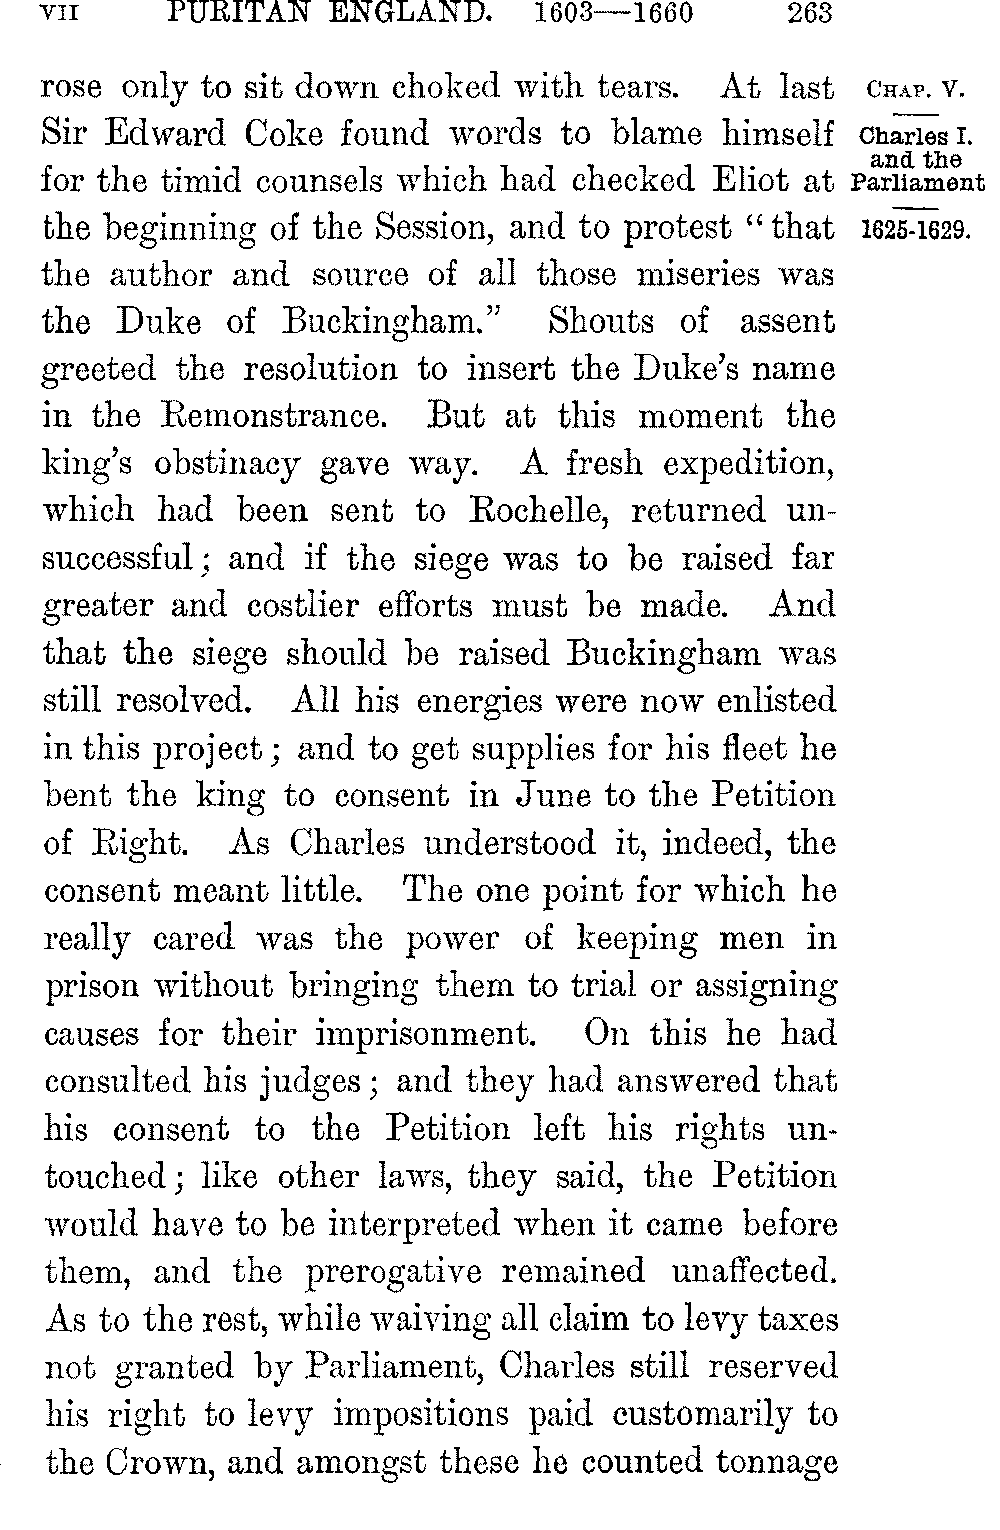 VII PURITAN ENGLAND. 1603—1660 263
rose only to sit down choked with tears. At last
Sir Edward Coke found words to blame himself
for the timid counsels which had checked Eliot at
the beginning of the Session, and to protest “that
the author and source of all those miseries was
the Duke of Buckingham.” Shouts of assent
greeted the resolution to insert the Duke’s name
in the Remonstrance. But at this moment the
king’s obstinacy gave way. A fresh expedition,
which had been sent to Rochelle, returned un-
successful; and if the siege was to be raised far
greater and costlier efforts must be made. And
that the siege should be raised Buckingham was
still resolved. All his energies were now enlisted
in this project; and to get supplies for his fleet he
bent the king to consent in June to the Petition
of Right. As Charles understood it, indeed, the
consent meant little. The one point for which he
really cared was the power of keeping men in
prison without bringing them to trial or assigning
causes for their imprisonment. On this he had
consulted his judges; and they had answered that
his consent to the Petition left his rights un-
touched; like other laws, they said, the Petition
would have to be interpreted when it came before
them, and the prerogative remained unaffected.
As to the rest, while waiving all claim to levy taxes
not granted by Parliament, Charles still reserved
his right to levy impositions paid customarily to
the Crown, and amongst these he counted tonnage
CHAP. V.
Charles I.
and the
Parliament
1625-1629.